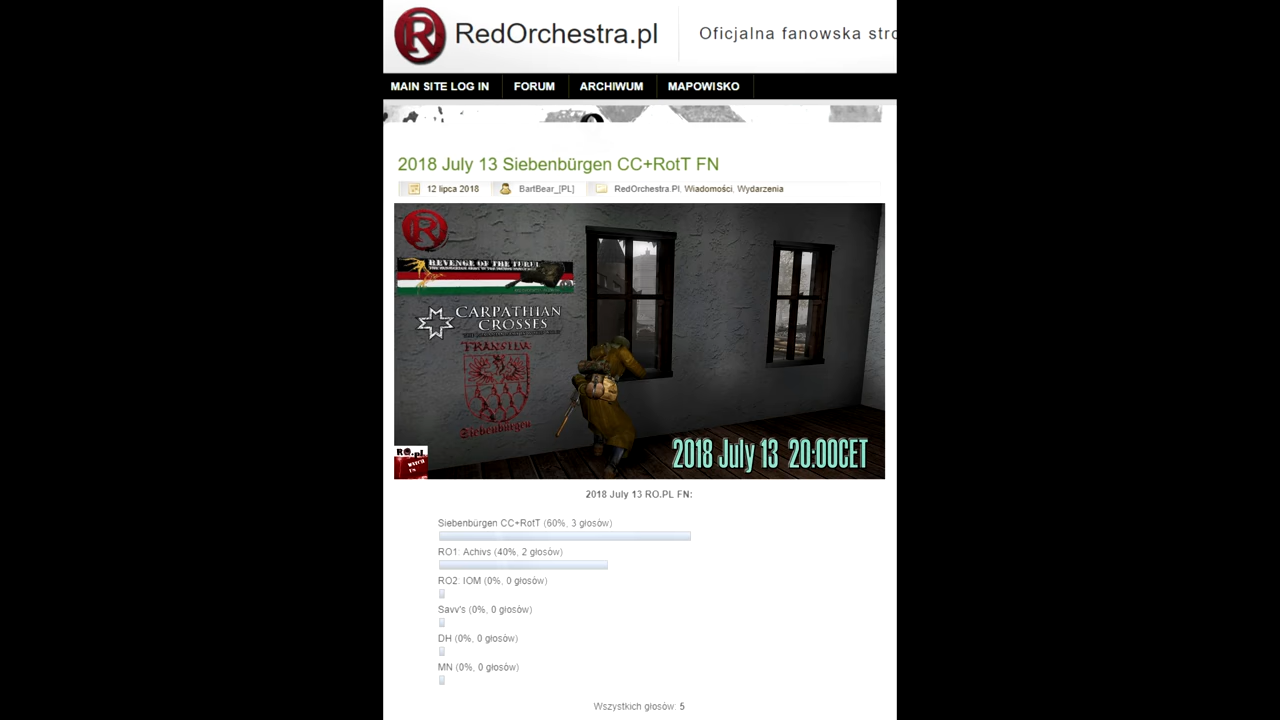 RedOrchestra.pl
Oficjalna fanowska stro
MAIN SITE LOG IN FORUM ARCHIWUM MAPOWISKO
2018 July 13 Siebenbürgen CC+RotT FN
12 lipca 2018 BartBear_[PL] RedOrchestra.Pl, Wiadomości, Wydarzenia
REVENGE OF THE TURUL
CARPATHIAN
CROSSES
Siebenbürgen
RO.pl
2018 July 13 20:00CET
2018 July 13 RO.PL FN:
Siebenbürgen CC+RotT (60%, 3 głosów)
RO1: Achivs (40%, 2 głosów)
RO2: IOM (0%, 0 głosów)
Savv's (0%, 0 głosów)
DH (0%, 0 głosów)
MN (0%, 0 głosów)
Wszystkich głosów: 5